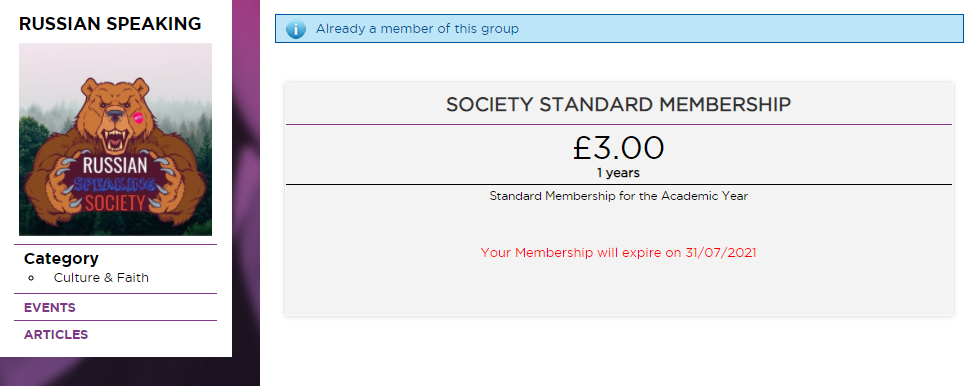 RUSSIAN SPEAKING
RUSSIAN
SPEAKING
SOCIETY
Category
Culture & Faith
EVENTS
ARTICLES
Already a member of this group
SOCIETY STANDARD MEMBERSHIP
£3.00
1 years
Standard Membership for the Academic Year
Your Membership will expire on 31/07/2021